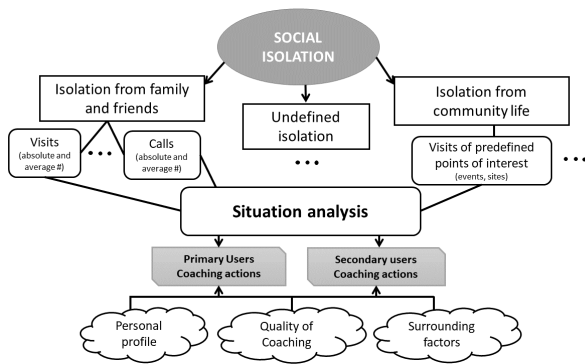 SOCIAL
ISOLATION
Isolation from family
and friends
Undefined
isolation
Isolation from
community life
Visits
(absolute and
average #)
• • •
Calls
(absolute and
average #)
• • •
Visits of predefined
points of interest
(events, sites)
• • •
Situation analysis
Primary Users
Coaching actions
Secondary users
Coaching actions
Personal
profile
Quality of
Coaching
Surrounding
factors